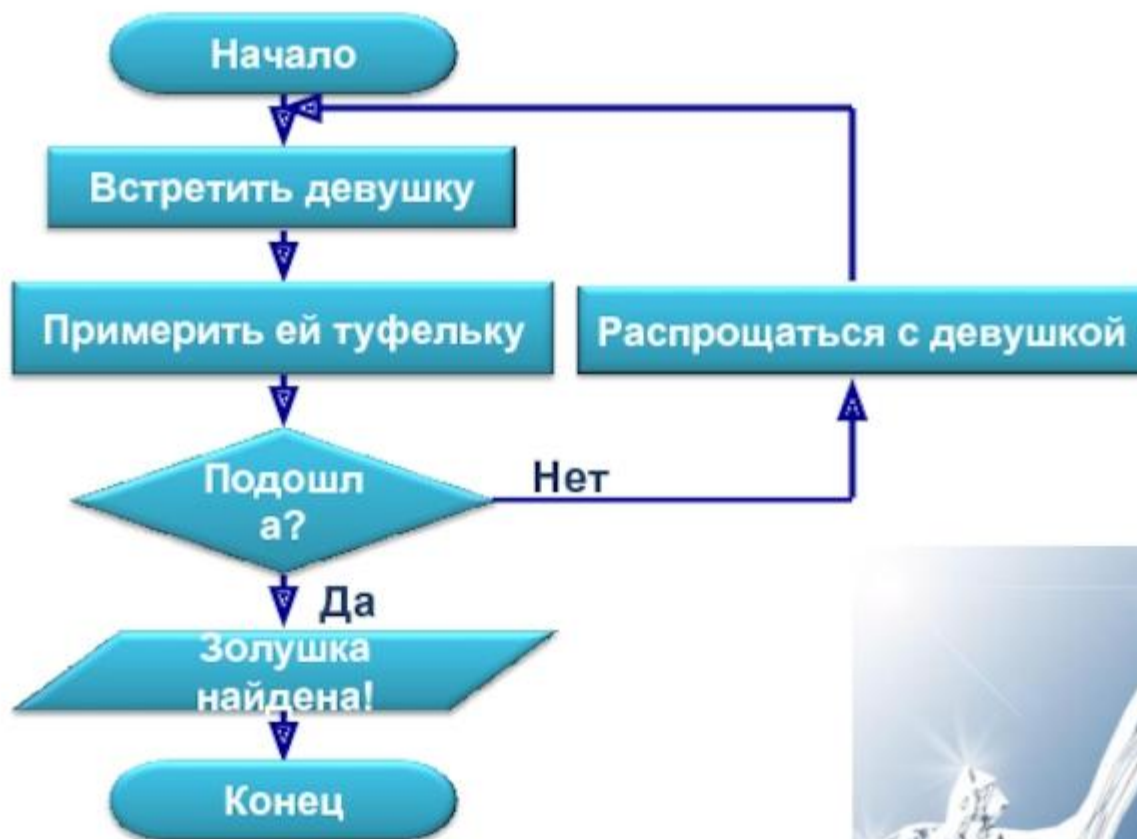 Начало
Встретить девушку
Примерить ей туфельку
Распрощаться с девушкой
Подошл
а?
Нет
Да
Золушка
найдена!
Конец